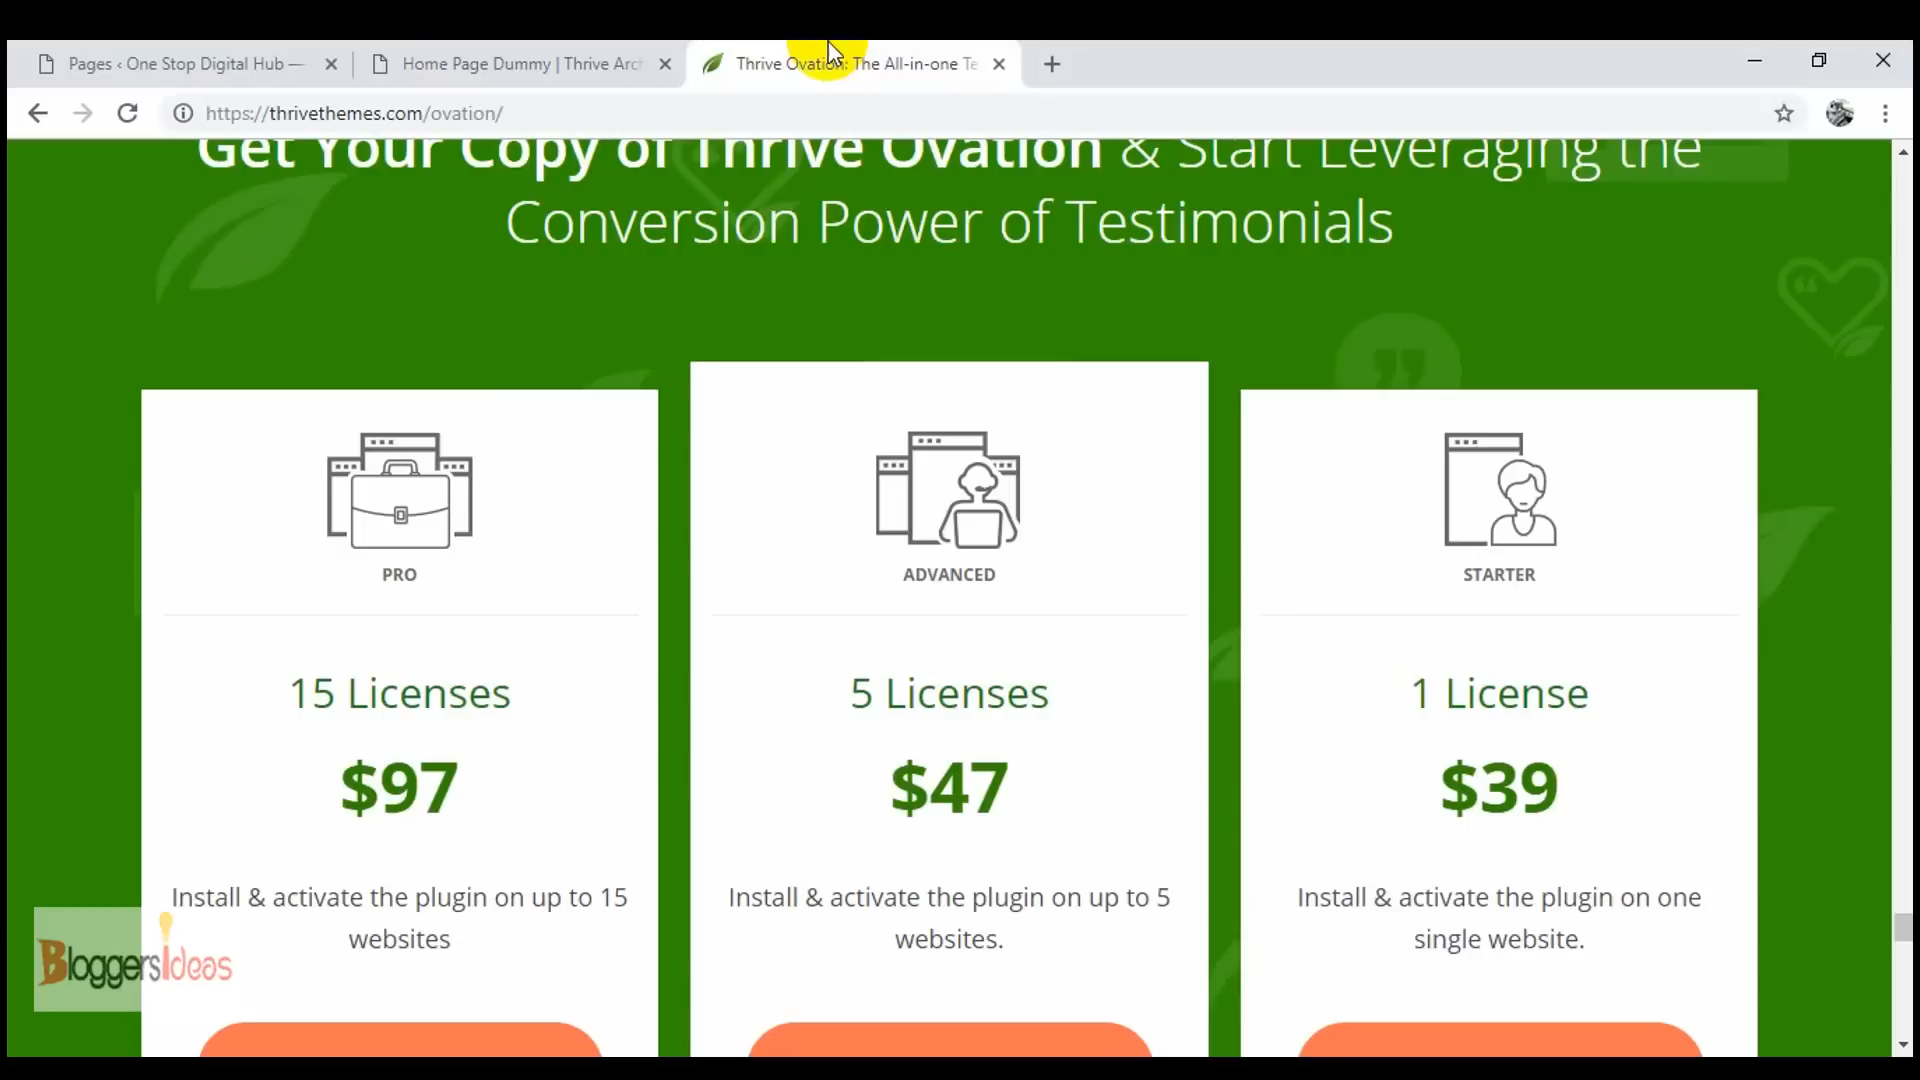 Pages ‹ One Stop Digital Hub —
Home Page Dummy | Thrive Arc
Thrive Ovation: The All-in-one Te
https://thrivethemes.com/ovation/
Get Your Copy of Thrive Ovation & Start Leveraging the
Conversion Power of Testimonials
PRO
15 Licenses
$97
Install & activate the plugin on up to 15
websites
ADVANCED
5 Licenses
$47
Install & activate the plugin on up to 5
websites.
STARTER
1 License
$39
Install & activate the plugin on one
single website.
BloggersIdeas